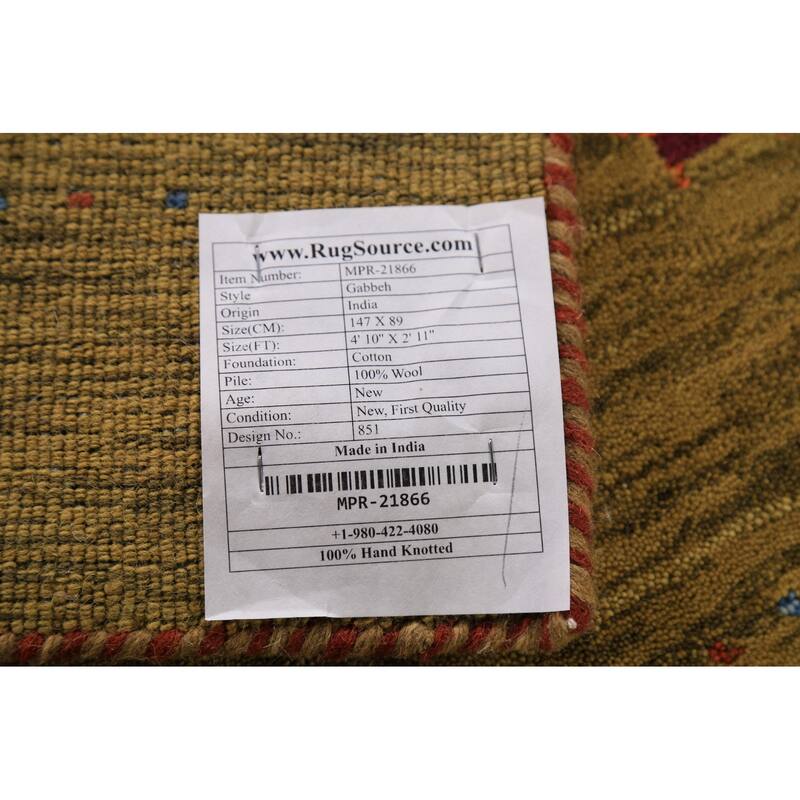 www.RugSource.com
Item Number: MPR-21866
Style Gabbeh
Origin India
Size(CM): 147 X 89
Size(FT): 4' 10" X 2' 11"
Foundation: Cotton
Pile: 100% Wool
Age: New
Condition: New, First Quality
Design No.: 851
Made in India
MPR-21866
+1-980-422-4080
100% Hand Knotted